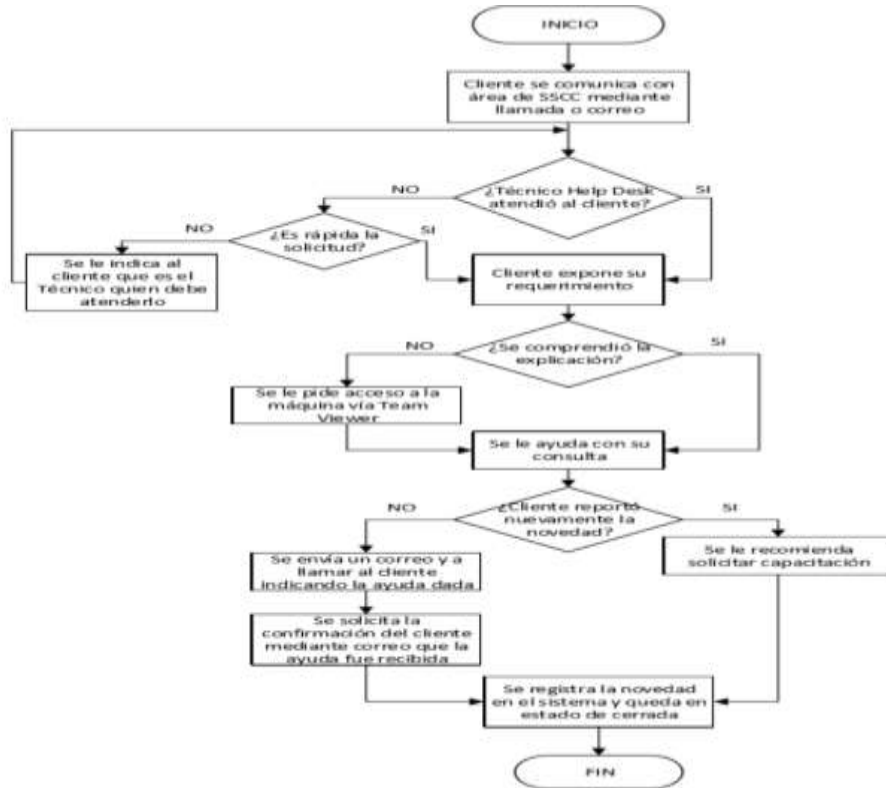 INICIO
Cliente se comunica con
área de SSCC mediante
llamada o correo
¿Técnico Help Desk
atendió al cliente?
NO
SI
¿Es rápida la
solicitud?
NO
SI
Se le indica al
cliente que es el
Técnico quien debe
atenderlo
Cliente expone su
requerimiento
¿Se comprendió la
explicación?
NO
SI
Se le pide acceso a la
máquina vía Team
Viewer
Se le ayuda con su
consulta
¿Cliente reportó
nuevamente la
novedad?
NO
SI
Se envía un correo y a
llamar al cliente
indicando la ayuda dada
Se le recomienda
solicitar capacitación
Se solicita la
confirmación del cliente
mediante correo que la
ayuda fue recibida
Se registra la novedad
en el sistema y queda en
estado de cerrada
FIN